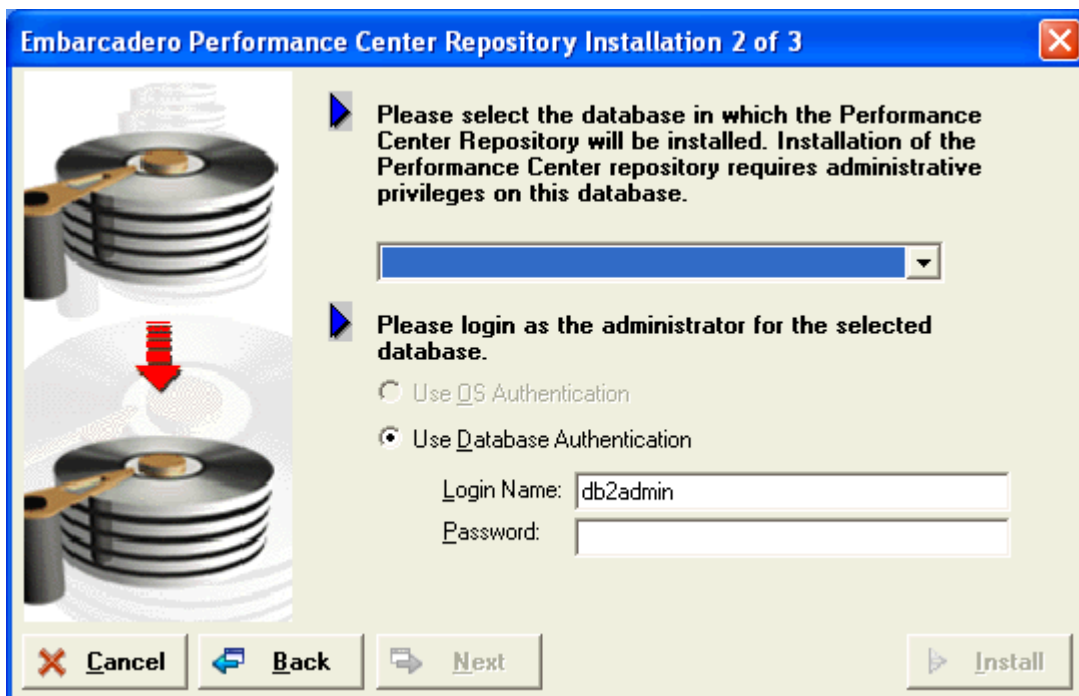 Embarcadero Performance Center Repository Installation 2 of 3
Please select the database in which the Performance
Center Repository will be installed. Installation of the
Performance Center repository requires administrative
privileges on this database.
Please login as the administrator for the selected
database.
Use OS Authentication
Use Database Authentication
Login Name: db2admin
Password:
Cancel Back Next Install